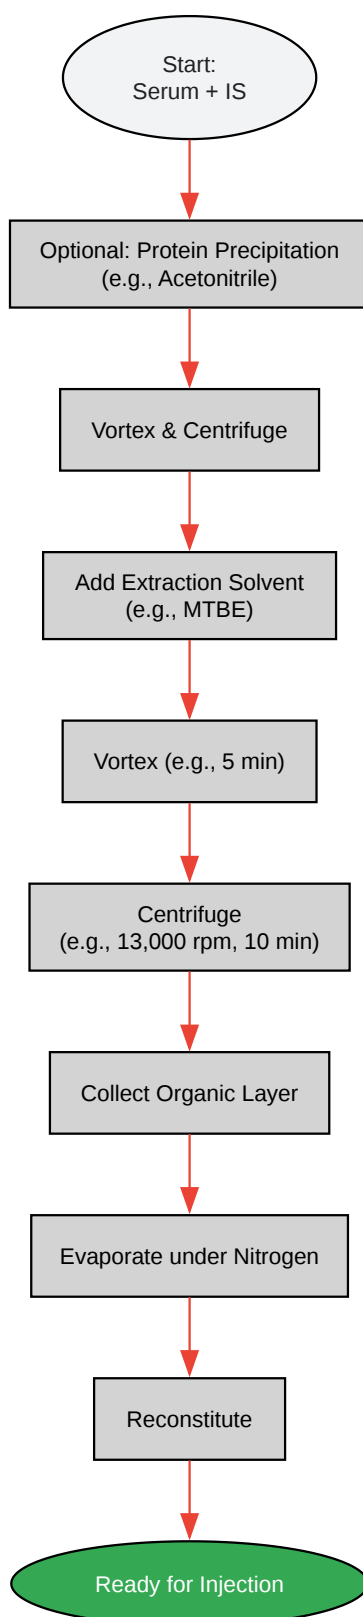 Start:
Serum + IS
Optional: Protein Precipitation
(e.g., Acetonitrile)
Vortex & Centrifuge
Add Extraction Solvent
(e.g., MTBE)
Vortex (e.g., 5 min)
Centrifuge
(e.g., 13,000 rpm, 10 min)
Collect Organic Layer
Evaporate under Nitrogen
Reconstitute
Ready for Injection